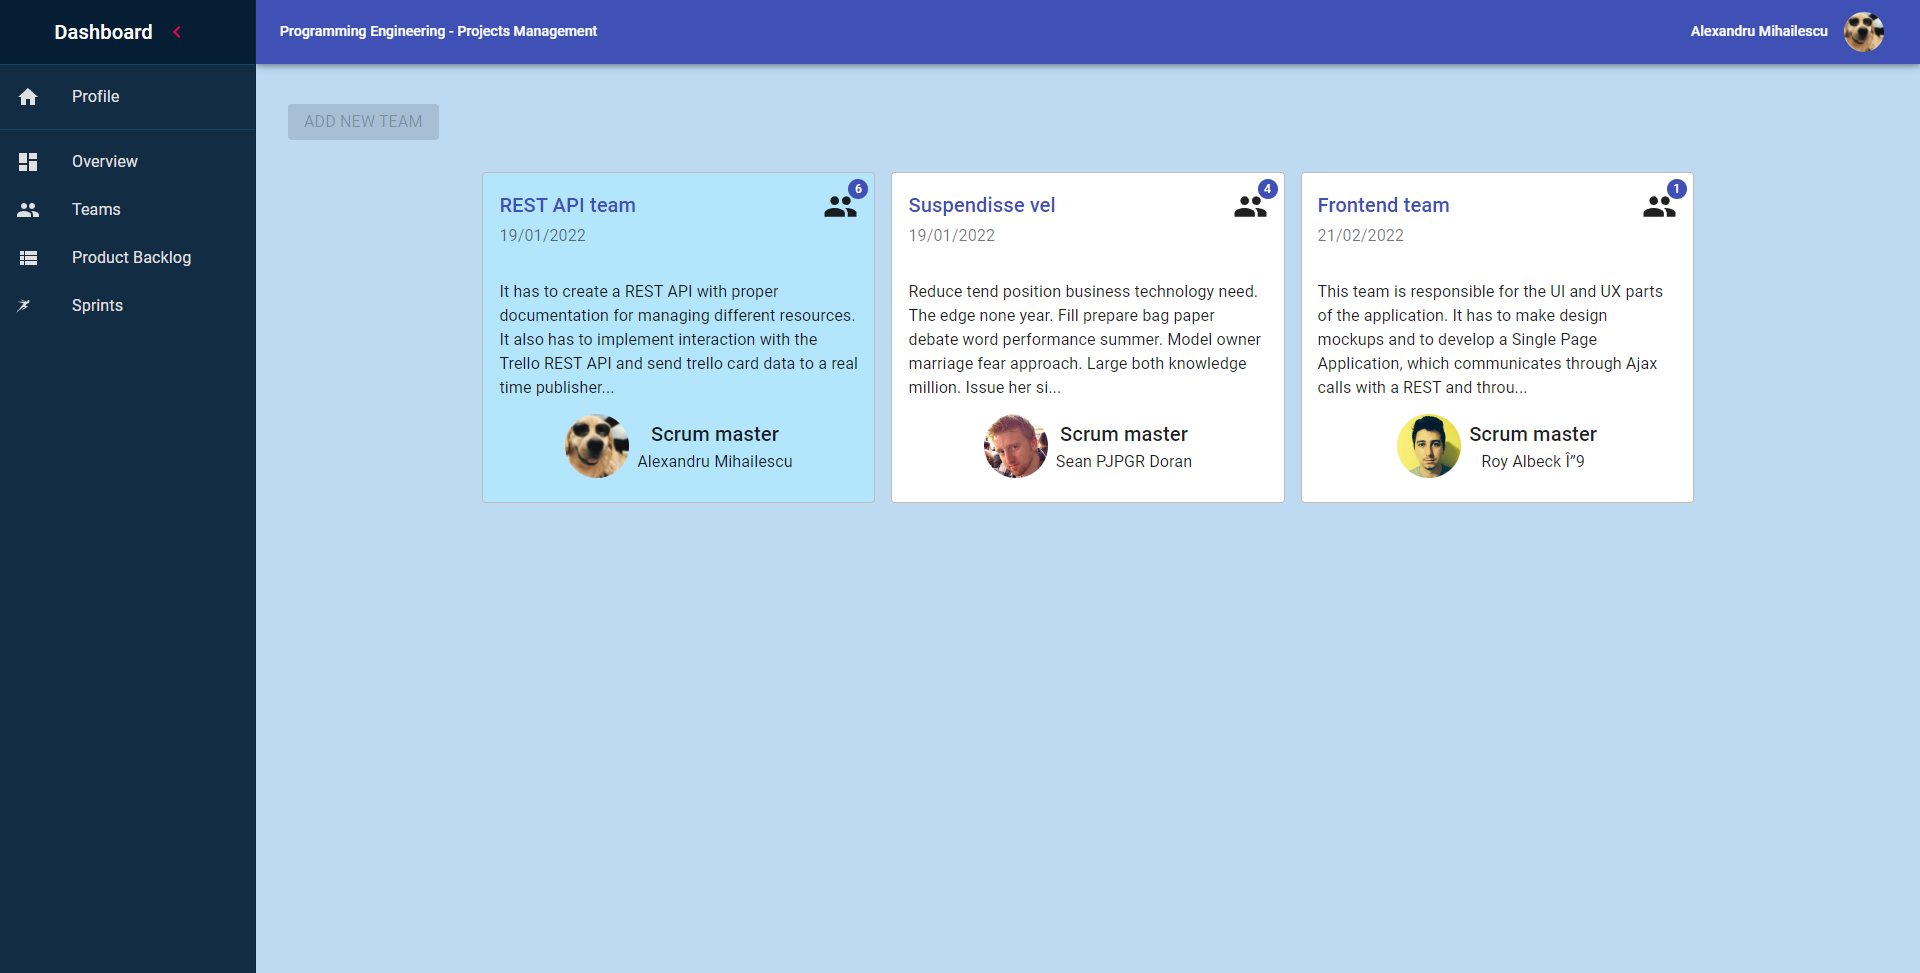 Dashboard
Programming Engineering - Projects Management
Alexandru Mihailescu
Profile
Overview
Teams
Product Backlog
Sprints
ADD NEW TEAM
REST API team
6
19/01/2022
It has to create a REST API with proper
documentation for managing different resources.
It also has to implement interaction with the
Trello REST API and send trello card data to a real
time publisher...
Scrum master
Alexandru Mihailescu
Suspendisse vel
4
19/01/2022
Reduce tend position business technology need.
The edge none year. Fill prepare bag paper
debate word performance summer. Model owner
marriage fear approach. Large both knowledge
million. Issue her si...
Scrum master
Sean PJPGR Doran
Frontend team
1
21/02/2022
This team is responsible for the UI and UX parts
of the application. It has to make design
mockups and to develop a Single Page
Application, which communicates through Ajax
calls with a REST and throu...
Scrum master
Roy Albeck Î”9